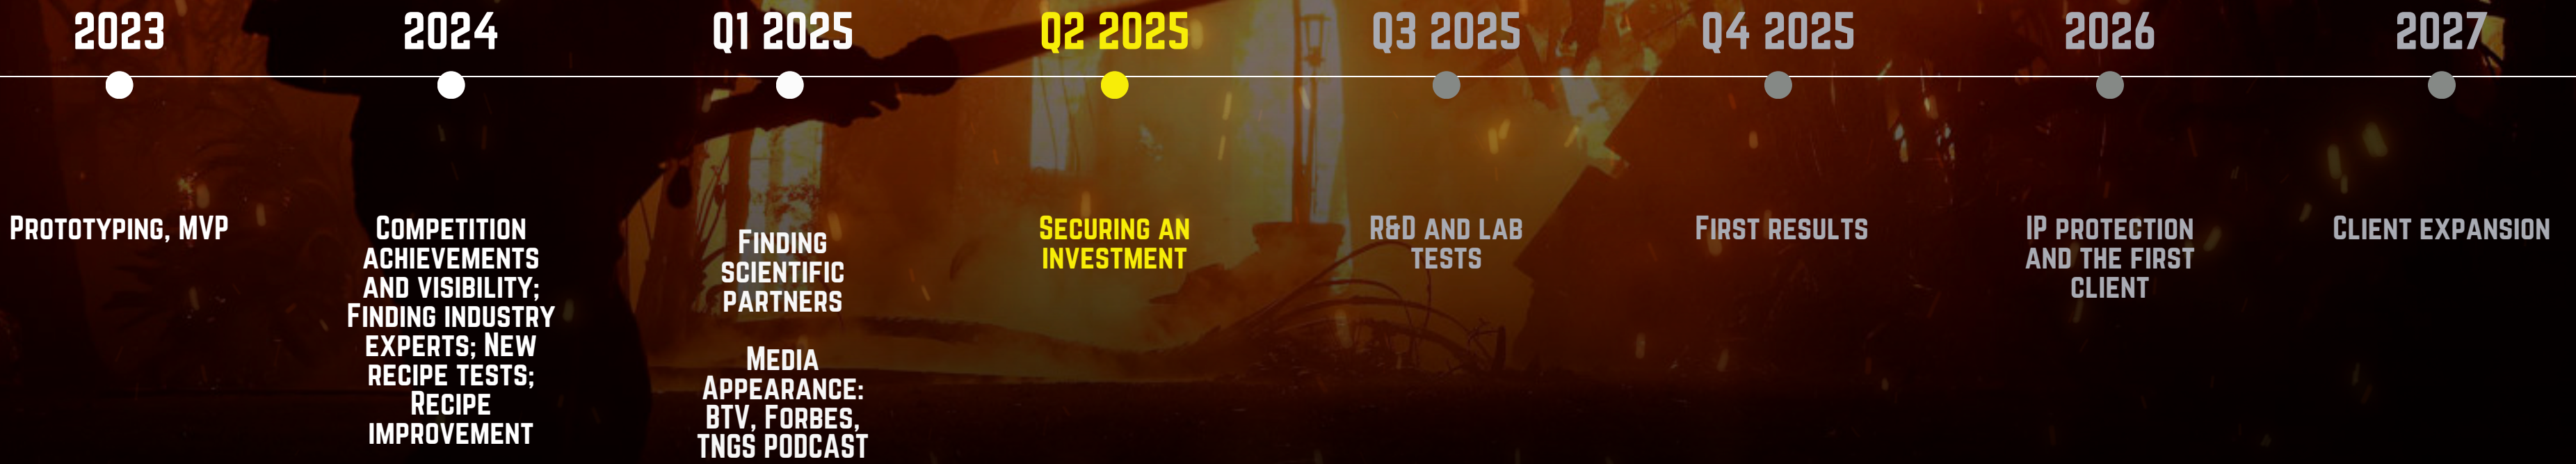 2023
2024
Q1 2025
Q2 2025
Q3 2025
Q4 2025
2026
2027
Prototyping, MVP
Competition
achievements
and visibility;
Finding industry
experts; New
recipe tests;
Recipe
improvement
Finding
scientific
partners
Media
Appearance:
BTV, Forbes,
TNGS podcast
Securing an
investment
R&D and lab
tests
First results
IP protection
and the first
client
Client expansion